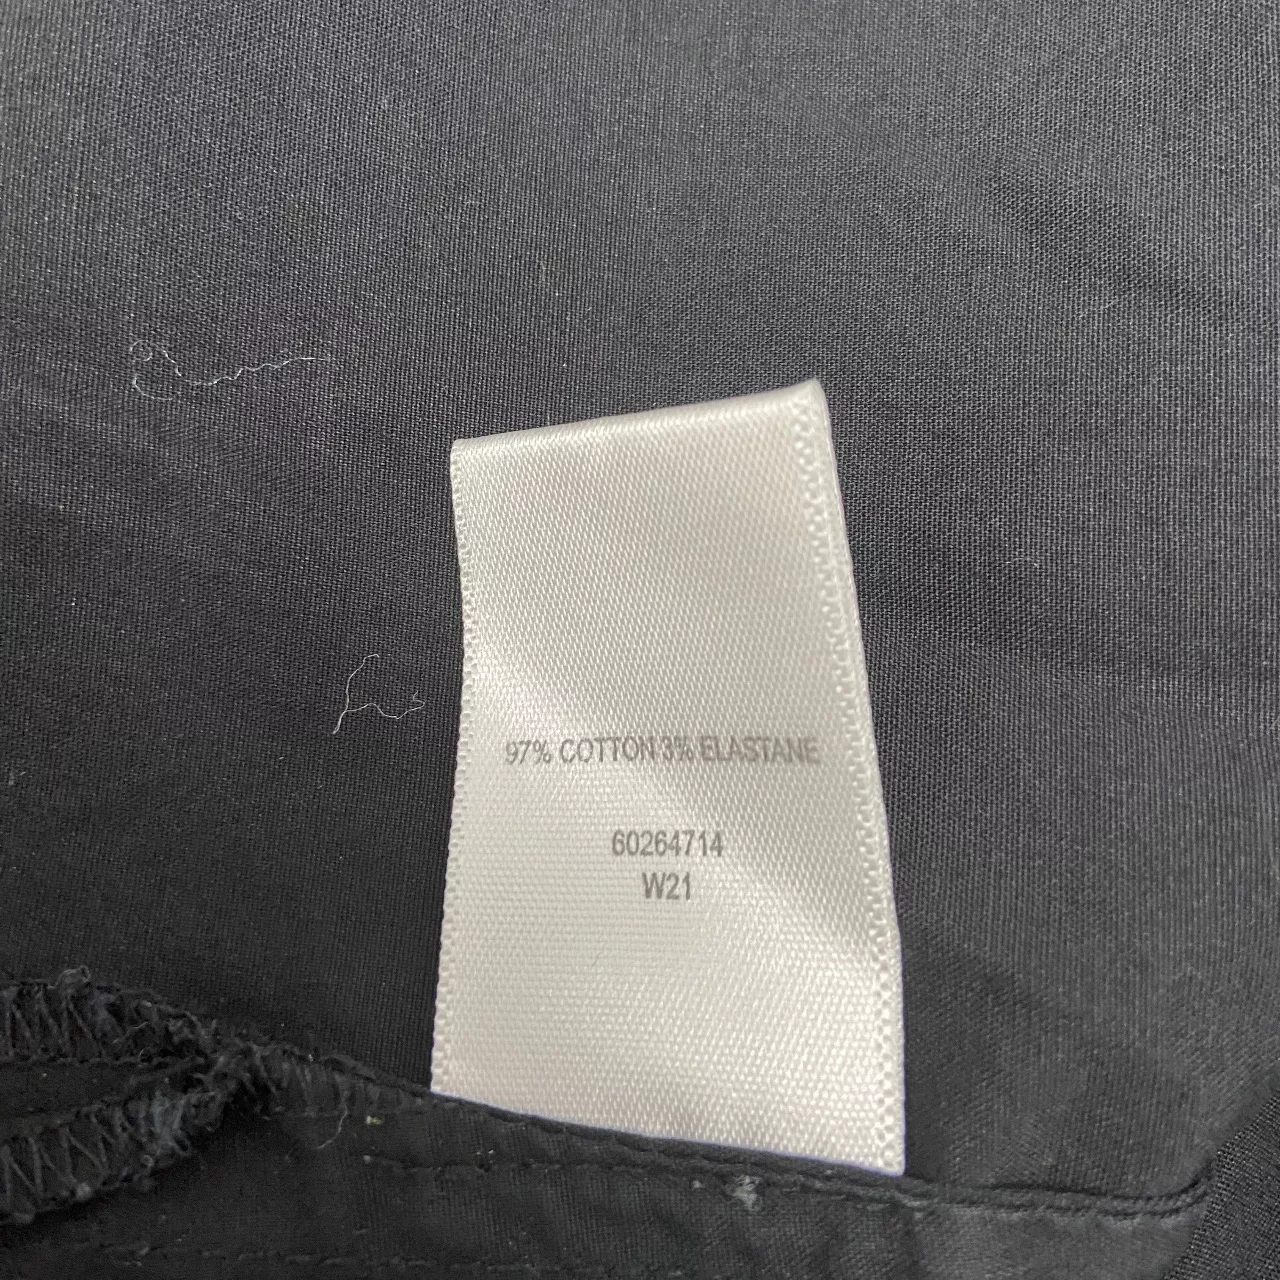 97% COTTON 3% ELASTANE
60264714
W21